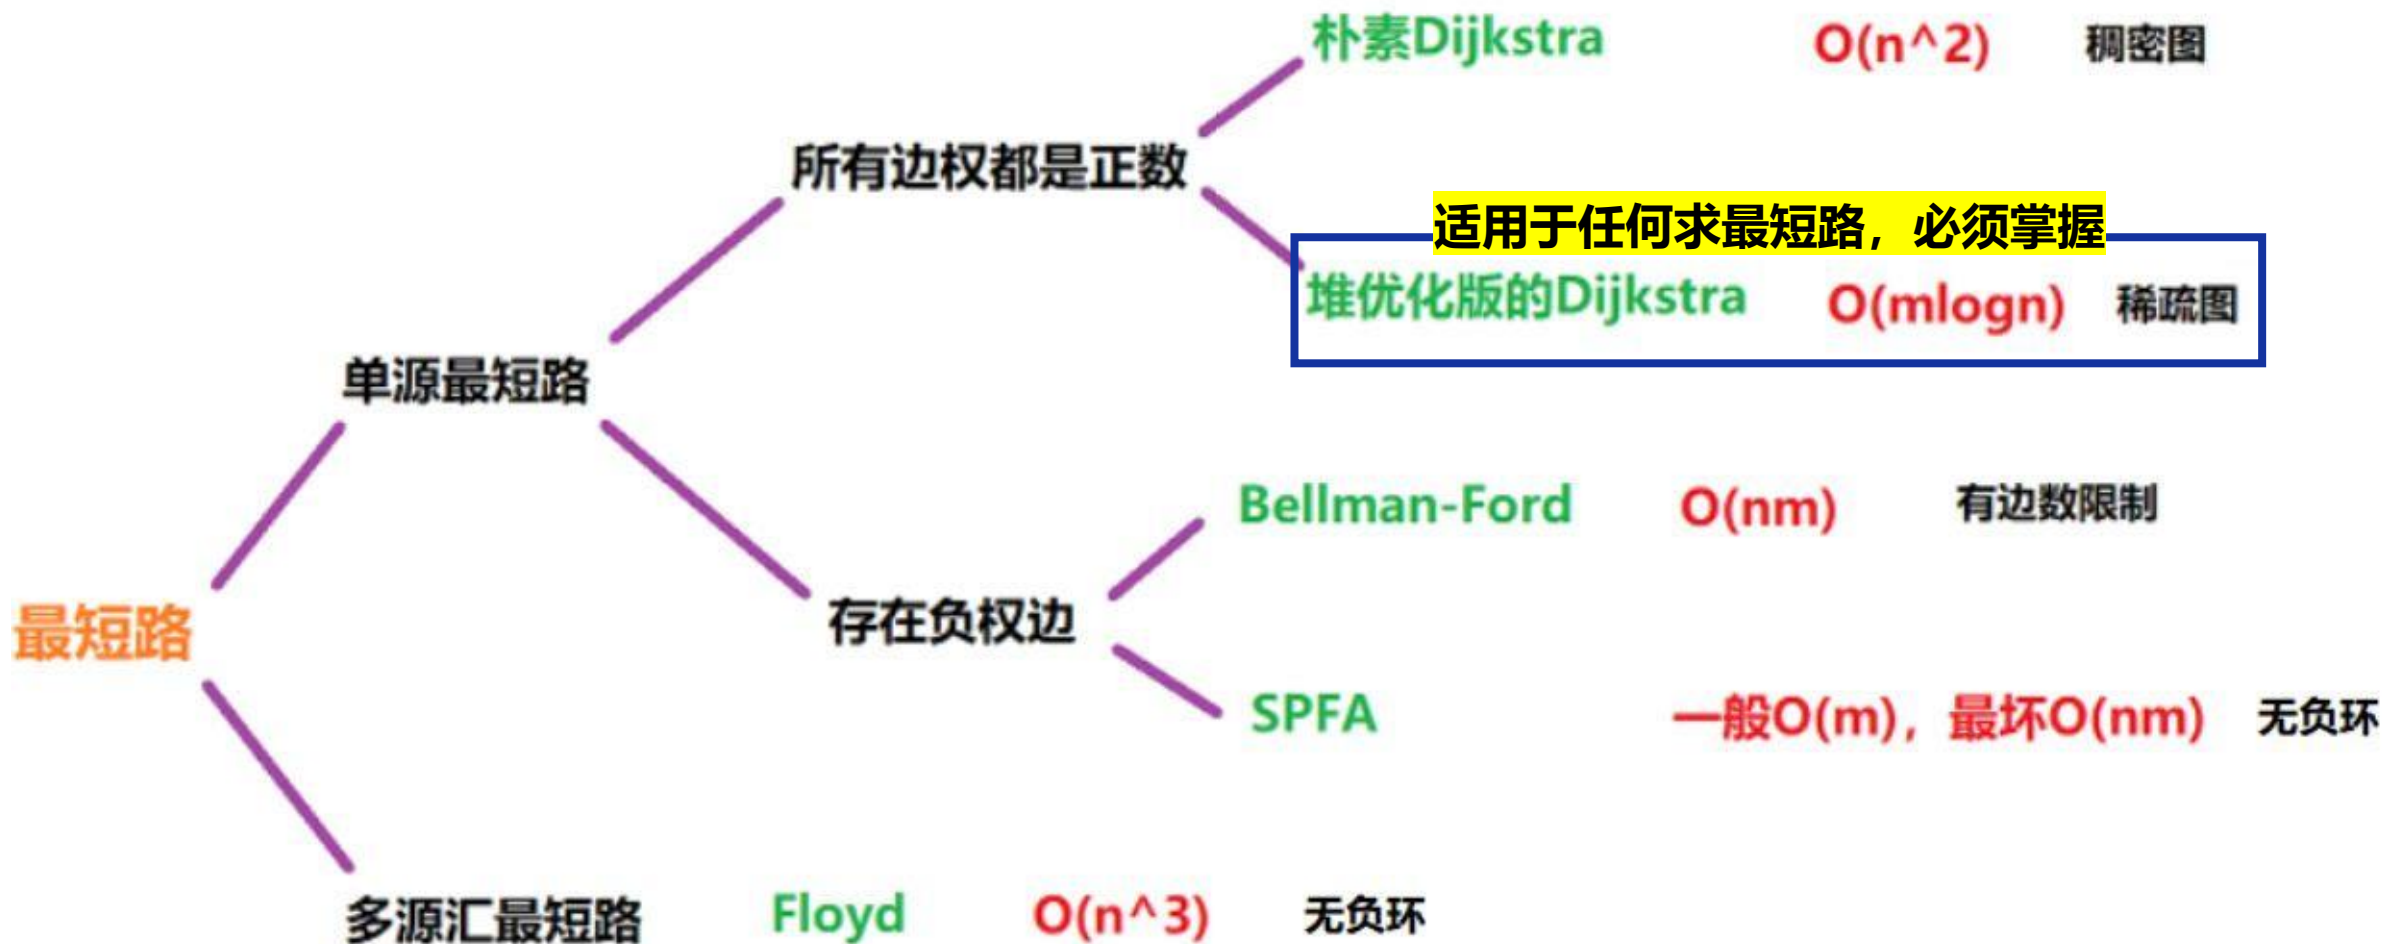 朴素Dijkstra O(n^2) 稠密图
所有边权都是正数
适用于任何求最短路，必须掌握
堆优化版的Dijkstra O(mlogn) 稀疏图
单源最短路
Bellman-Ford O(nm) 有边数限制
存在负权边
最短路
SPFA 一般O(m)，最坏O(nm) 无负环
多源汇最短路 Floyd O(n^3) 无负环